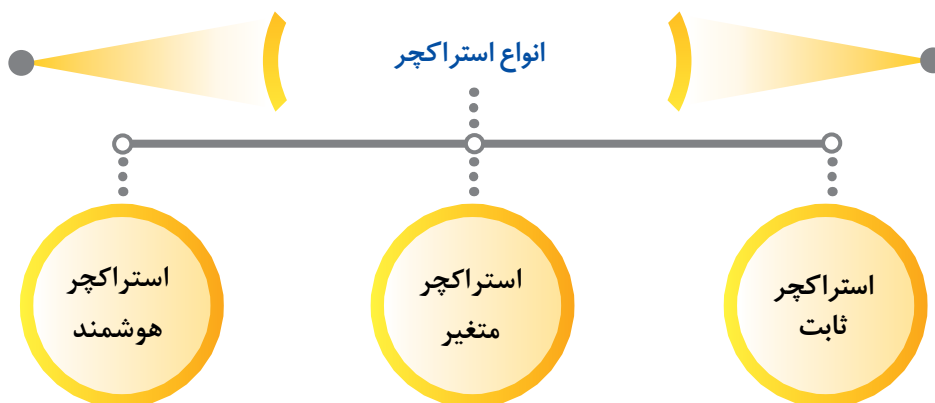 انواع استراکچر
استراکچر
ثابت
استراکچر
متغیر
استراکچر
هوشمند